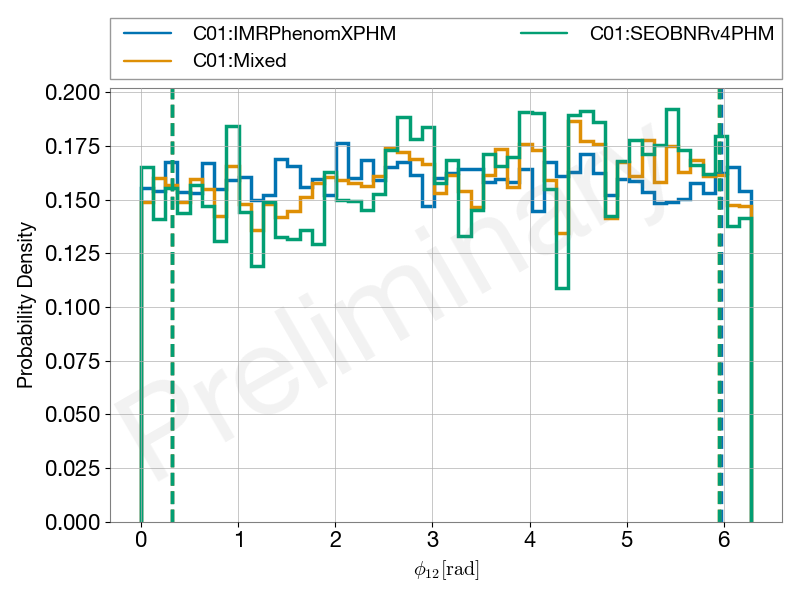 C01:IMRPhenomXPHM
C01:Mixed
C01:SEOBNRv4PHM
0.200
0.175
0.150
0.125
0.100
0.075
0.050
0.025
0.000
Probability Density
Preliminary
0 1 2 3 4 5 6
ϕ₁₂[rad]